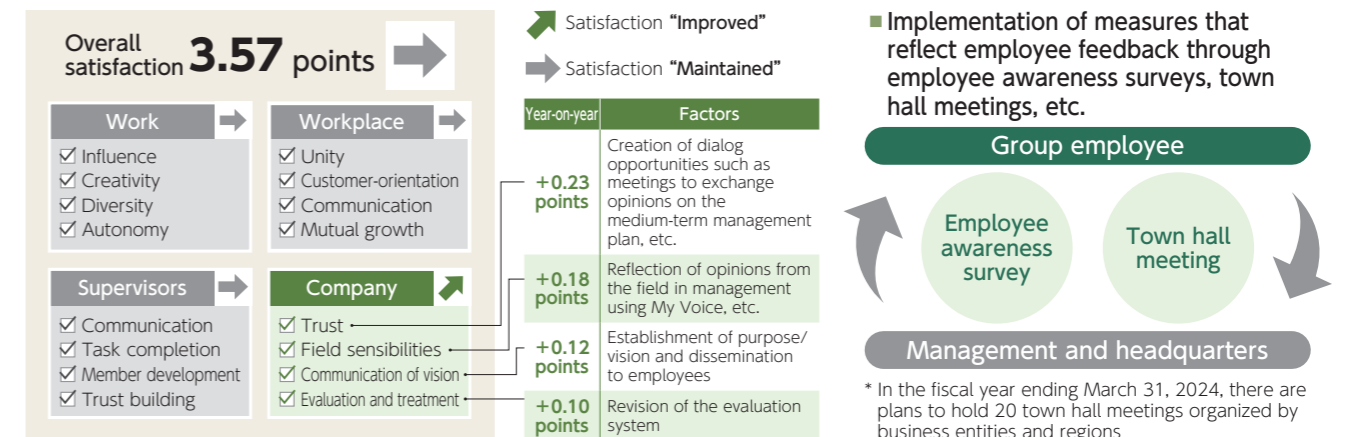 Overall
satisfaction 3.57 points
Work
☑ Influence
☑ Creativity
☑ Diversity
☑ Autonomy
Workplace
☑ Unity
☑ Customer-orientation
☑ Communication
☑ Mutual growth
Supervisors
☑ Communication
☑ Task completion
☑ Member development
☑ Trust building
Company
☑ Trust
☑ Field sensibilities
☑ Communication of vision
☑ Evaluation and treatment
Satisfaction "Improved"
Satisfaction "Maintained"
Year-on-year Factors
+0.23
points
Creation of dialog
opportunities such as
meetings to exchange
opinions on the
medium-term management
plan, etc.
+0.18
points
Reflection of opinions from
the field in management
using My Voice, etc.
+0.12
points
Establishment of purpose/
vision and dissemination
to employees
+0.10
points
Revision of the evaluation
system
■ Implementation of measures that
reflect employee feedback through
employee awareness surveys, town
hall meetings, etc.
Group employee
Employee
awareness
survey
Town hall
meeting
Management and headquarters
* In the fiscal year ending March 31, 2024, there are
plans to hold 20 town hall meetings organized by
business entities and regions